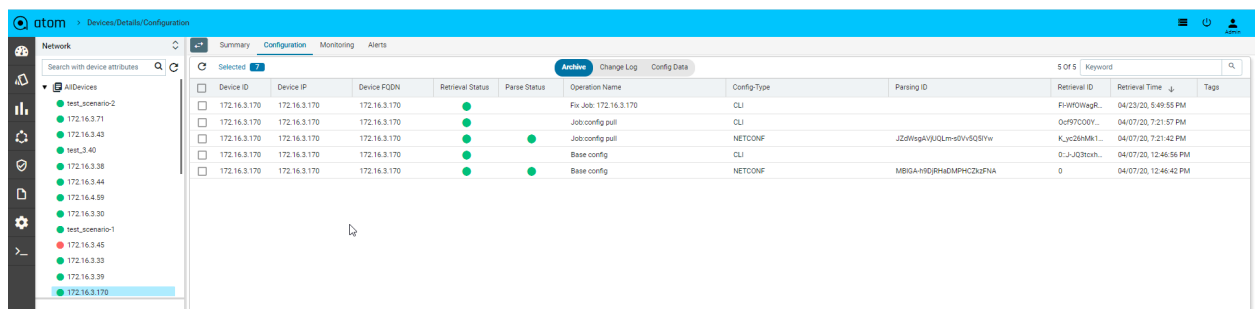 atom > Devices/Details/Configuration
Admin
Network
Summary Configuration Monitoring Alerts
Search with device attributes
Selected 7
Archive Change Log Config Data
5 Of 5 Keyword
AllDevices
test_scenario-2
172.16.3.71
172.16.3.43
test_3.40
172.16.3.38
172.16.3.44
172.16.4.59
172.16.3.30
test_scenario-1
172.16.3.45
172.16.3.33
172.16.3.39
172.16.3.170
Device ID Device IP Device FQDN Retrieval Status Parse Status Operation Name Config-Type Parsing ID Retrieval ID Retrieval Time Tags
172.16.3.170 172.16.3.170 172.16.3.170 Fix Job: 172.16.3.170 CLI FI-Wf0WagR... 04/23/20, 5:49:55 PM
172.16.3.170 172.16.3.170 172.16.3.170 Job:config pull CLI 04/07/20, 7:21:57 PM
172.16.3.170 172.16.3.170 172.16.3.170 Job:config pull NETCONF K_yc26hMk1... 04/07/20, 7:21:42 PM
172.16.3.170 172.16.3.170 172.16.3.170 Base config CLI 04/07/20, 12:46:56 PM
172.16.3.170 172.16.3.170 172.16.3.170 Base config NETCONF MBIGA-h9DjRHaDMPHCZkzFNA 0 04/07/20, 12:46:42 PM